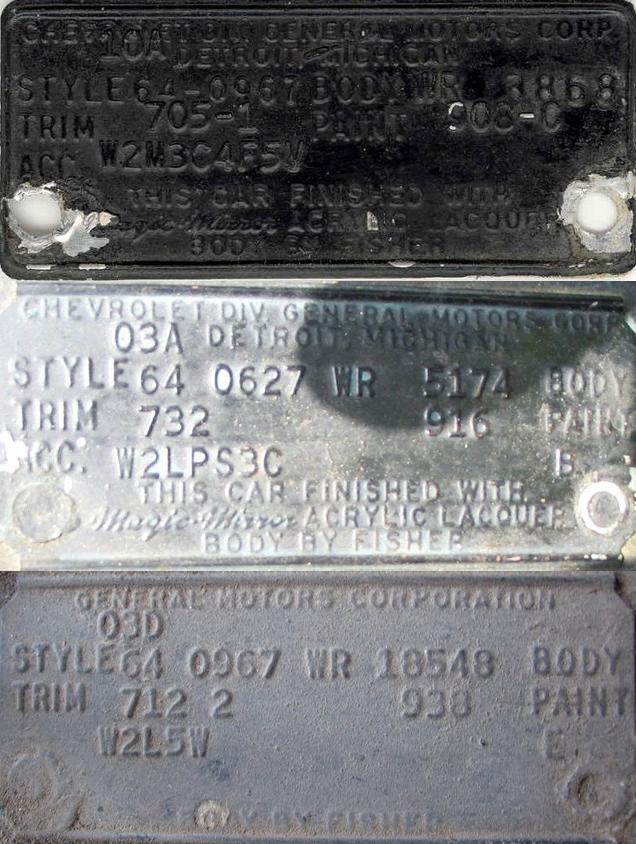 CHEVROLET DIV. GENERAL MOTORS CORP.
10A DETROIT, MICHIGAN
STYLE 64-0967 BODY WR 8868
TRIM 705-1 PAINT 908-C
ACC. W2M3C4F5W
THIS CAR FINISHED WITH
Magic-Mirror ACRYLIC LACQUER
BODY BY FISHER
CHEVROLET DIV. GENERAL MOTORS CORP.
03A DETROIT, MICHIGAN
STYLE 64 0627 WR 5174 BODY
TRIM 732 916 PAINT
ACC. W2LPS3C B
THIS CAR FINISHED WITH
Magic-Mirror ACRYLIC LACQUER
BODY BY FISHER
GENERAL MOTORS CORPORATION
03D
STYLE 64 0967 WR 18548 BODY
TRIM 712 2 938 PAINT
W2L5W E
BODY BY FISHER